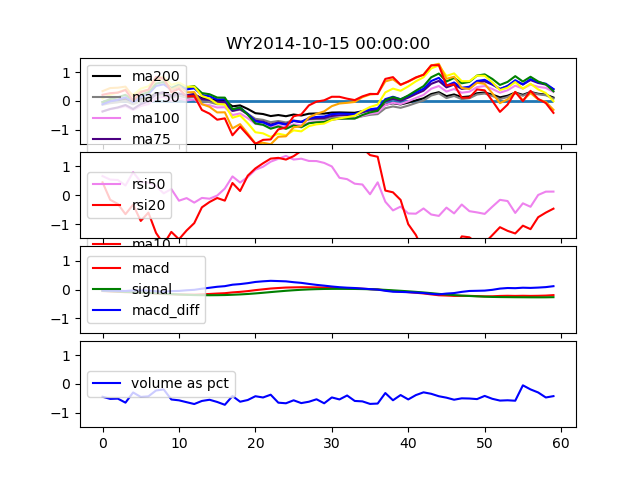 WY2014-10-15 00:00:00
1
0
−1
ma200
ma150
ma100
ma75
1
0
−1
rsi50
rsi20
ma10
1
0
−1
macd
signal
macd_diff
1
0
−1
volume as pct
0 10 20 30 40 50 60